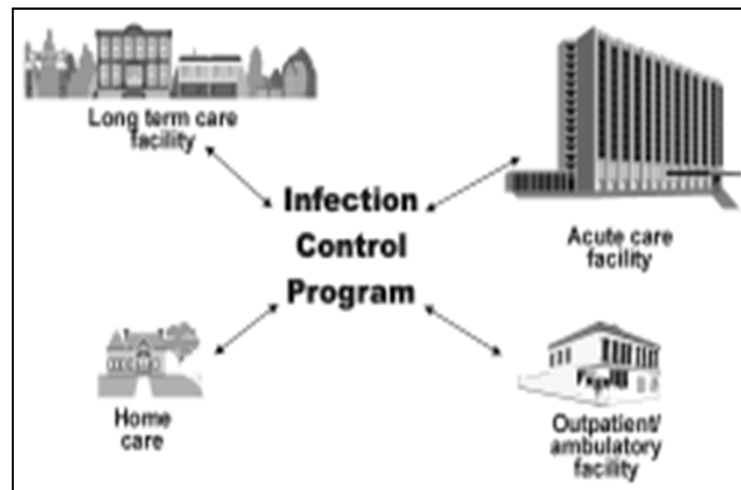 Long term care
facility
Infection
Control
Program
Acute care
facility
Home
care
Outpatient/
ambulatory
facility